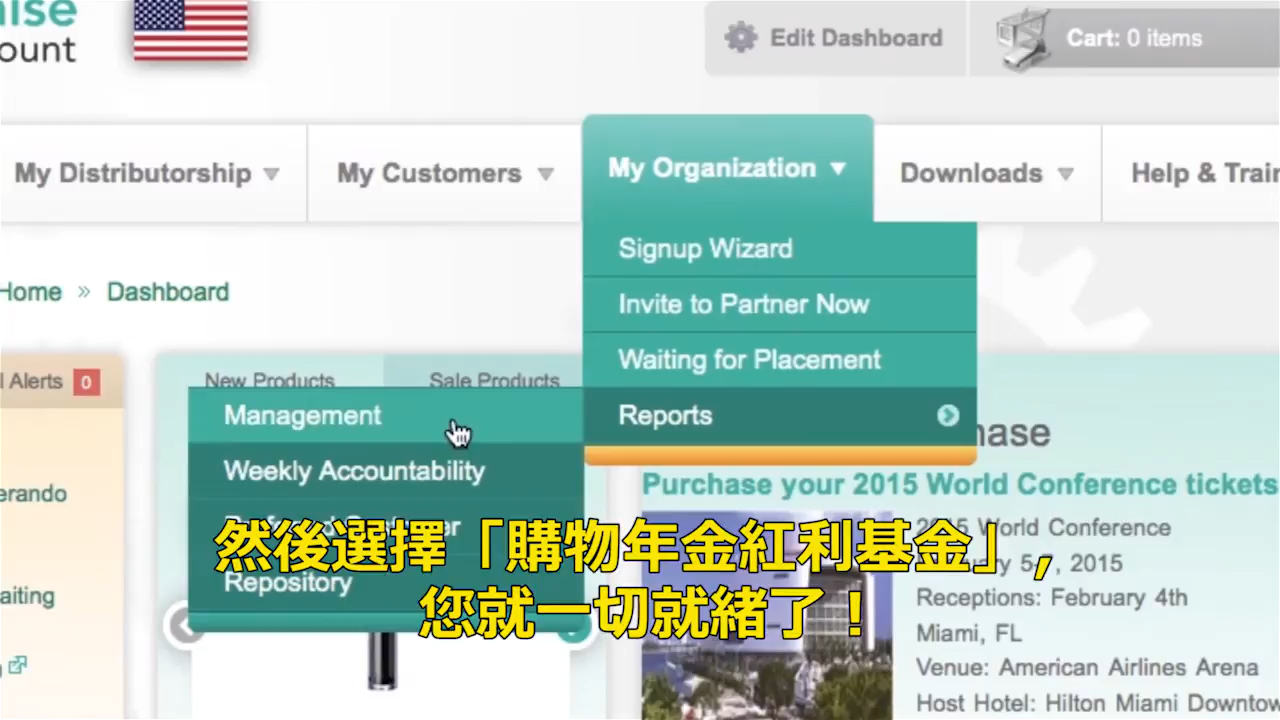 ount
Edit Dashboard
Cart: 0 items
My Distributorship
My Customers
My Organization
Downloads
Help & Trai
Home » Dashboard
Signup Wizard
Invite to Partner Now
Waiting for Placement
Reports
l Alerts 0
New Products
Sale Products
Management
Weekly Accountability
Repository
hase
Purchase your 2015 World Conference tickets
World Conference
, 2015
Receptions: February 4th
Miami, FL
Venue: American Airlines Arena
Host Hotel: Hilton Miami Downtow
erando
aiting
然後選擇「購物年金紅利基金」,
您就一切就緒了!